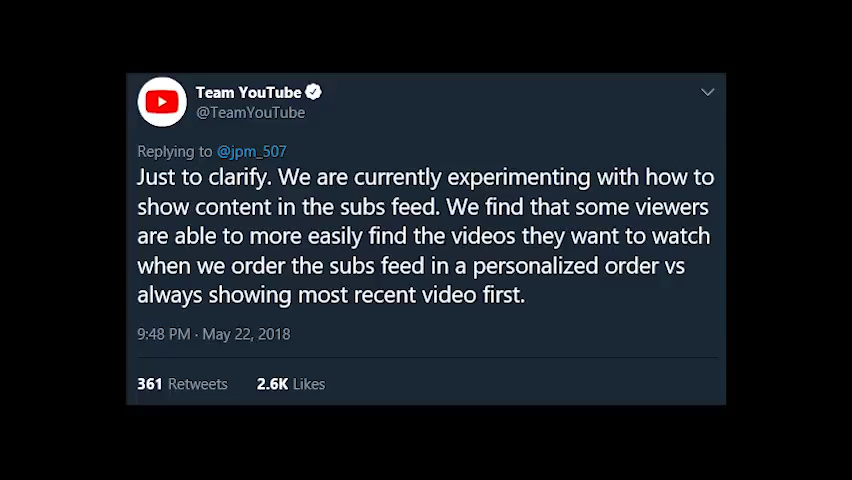 Team YouTube
@TeamYouTube
Replying to @jpm_507
Just to clarify. We are currently experimenting with how to
show content in the subs feed. We find that some viewers
are able to more easily find the videos they want to watch
when we order the subs feed in a personalized order vs
always showing most recent video first.
9:48 PM · May 22, 2018
361 Retweets 2.6K Likes